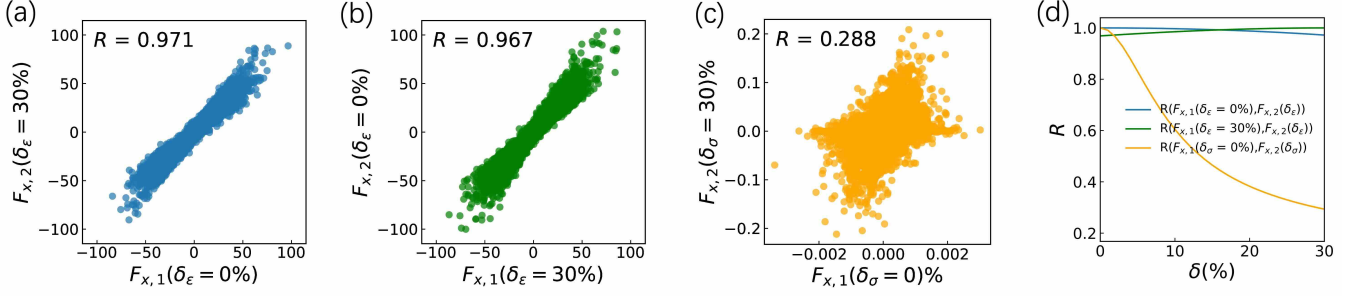 (a)
R = 0.971
F_{x,2}(δ_ε = 30%)
100
50
0
−50
−100
−100 −50 0 50 100
F_{x,1}(δ_ε = 0%)
(b)
R = 0.967
F_{x,2}(δ_ε = 0%)
100
50
0
−50
−100
−100 −50 0 50 100
F_{x,1}(δ_ε = 30%)
(c)
R = 0.288
F_{x,2}(δ_σ = 30)%
0.2
0.1
0.0
−0.1
−0.2
−0.002 0.000 0.002
F_{x,1}(δ_σ = 0)%
(d)
R
R
1.0
0.8
0.6
0.4
0.2
R(F_{x,1}(δ_ε = 0%),F_{x,2}(δ_ε))
R(F_{x,1}(δ_ε = 30%),F_{x,2}(δ_ε))
R(F_{x,1}(δ_σ = 0%),F_{x,2}(δ_σ))
0 10 20 30
δ(%)